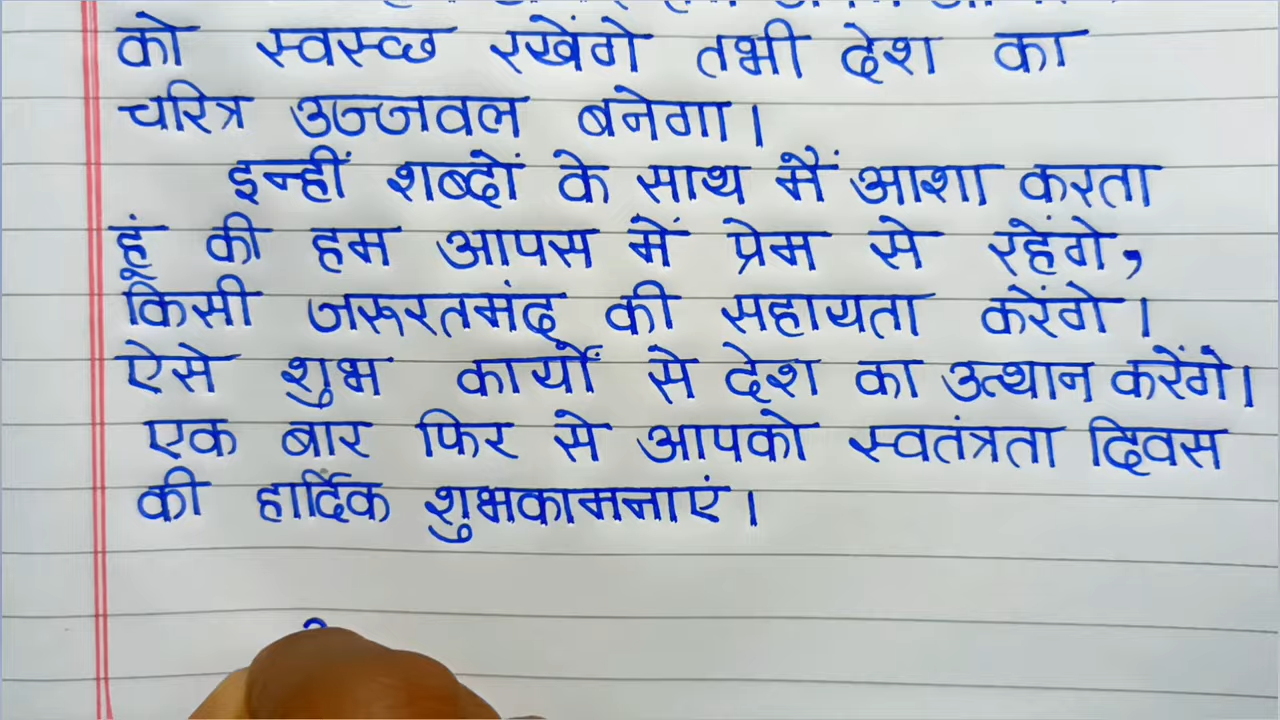 को स्वस्च्छ रखेंगे तभी देश का
चरित्र उज्जवल बनेगा।
इन्हीं शब्दों के साथ मैं आशा करता
हूं की हम आपस में प्रेम से रहेंगे,
किसी जरूरतमंद की सहायता करेंगे।
ऐसे शुभ कार्यों से देश का उत्थान करेंगे।
एक बार फिर से आपको स्वतंत्रता दिवस
की हार्दिक शुभकामनाएं।